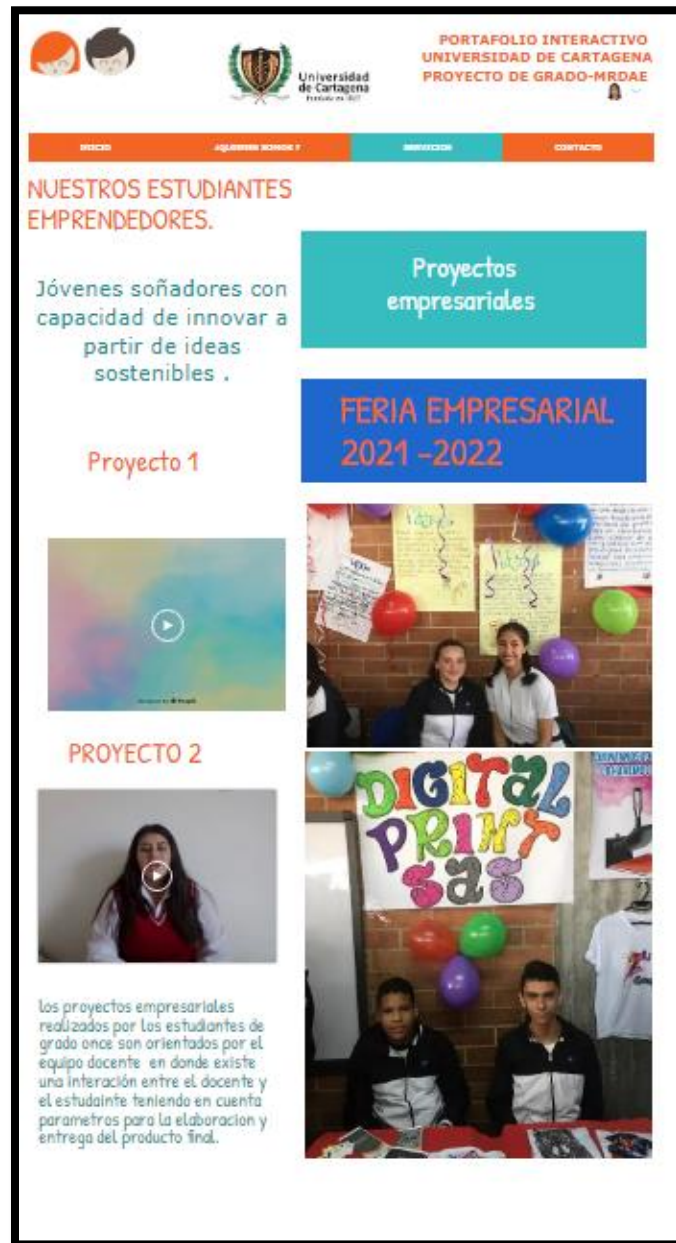 PORTAFOLIO INTERACTIVO
UNIVERSIDAD DE CARTAGENA
PROYECTO DE GRADO-MRDAE
Universidad
de Cartagena
INICIO
¿QUIENES SOMOS ?
SERVICIOS
CONTACTO
NUESTROS ESTUDIANTES
EMPRENDEDORES.
Jóvenes soñadores con
capacidad de innovar a
partir de ideas
sostenibles .
Proyecto 1
PROYECTO 2
los proyectos empresariales
realizados por los estudiantes de
grado once son orientados por el
equipo docente en donde existe
una interación entre el docente y
el estudainte teniendo en cuenta
parametros para la elaboracion y
entrega del producto final.
Proyectos
empresariales
FERIA EMPRESARIAL
2021 -2022
DIGITAL
PRINT
SaS